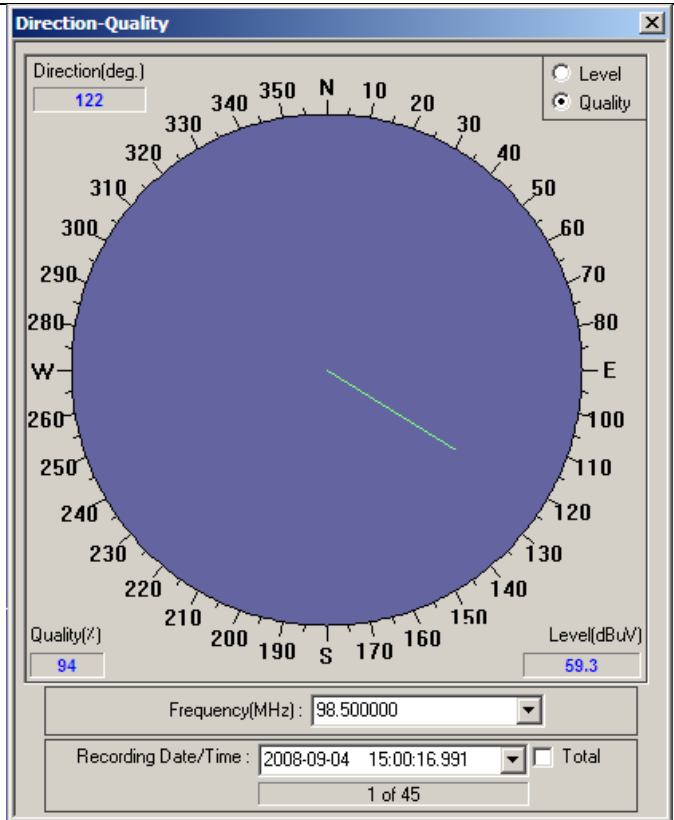 Direction-Quality
Direction(deg.)
122
Level
Quality
N
10
20
30
40
50
60
70
80
E
100
110
120
130
140
150
160
170
S
190
200
210
220
230
240
250
260
W
280
290
300
310
320
330
340
350
Quality(%)
94
Level(dBuV)
59.3
Frequency(MHz) : 98.500000
Recording Date/Time : 2008-09-04 15:00:16.991 Total
1 of 45